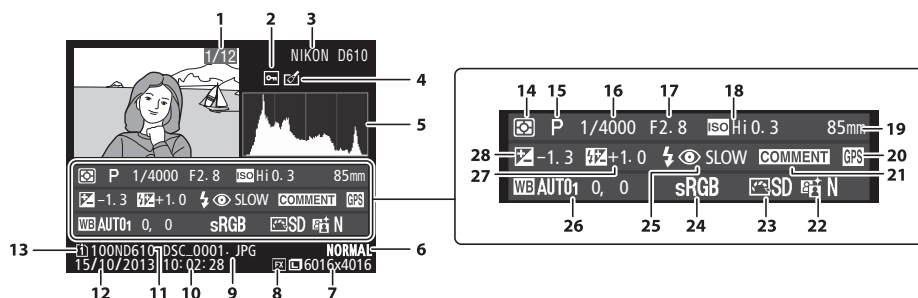 1 2 3
1/12 NIKON D610
4
5
P 1/4000 F2. 8 ISO Hi 0. 3 85mm
–1. 3 +1. 0 SLOW COMMENT GPS
WB AUTO1 0, 0 sRGB SD N
13 1 100ND610 DSC_0001. JPG NORMAL 6
15/10/2013 10: 02: 28 FX L 6016x4016
12 11 10 9 8 7
14 15 16 17 18
P 1/4000 F2. 8 ISO Hi 0. 3 85mm 19
28 –1. 3 +1. 0 SLOW COMMENT GPS 20
27 25 21
WB AUTO1 0, 0 sRGB SD N
26 24 23 22